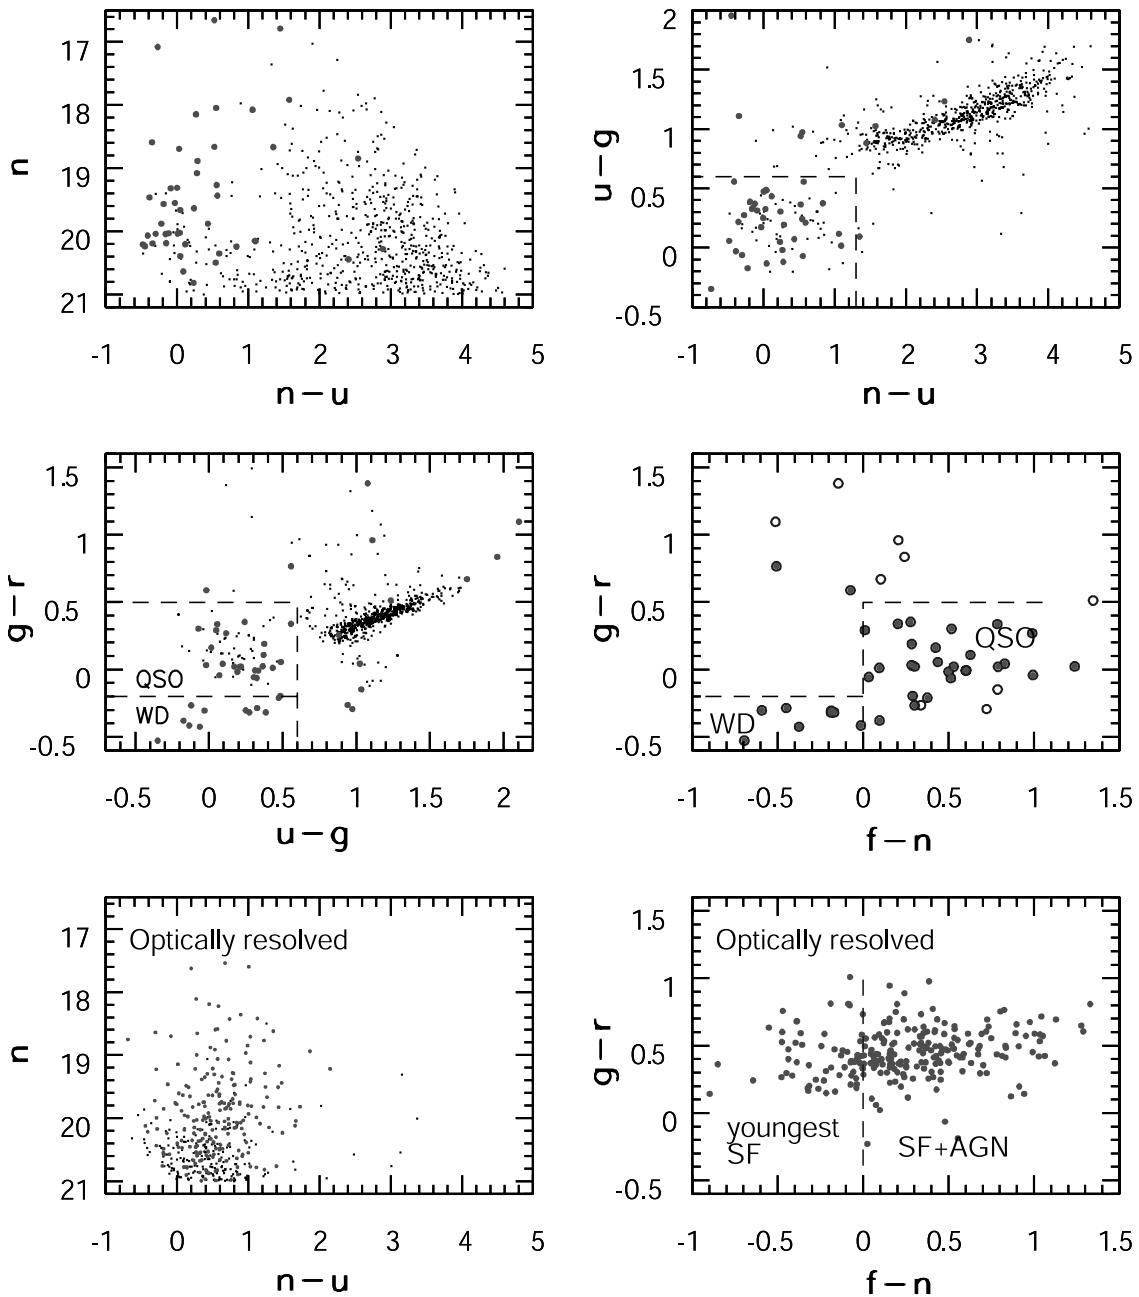 17
18
19
20
21
n
-1 0 1 2 3 4 5
n−u
2
1.5
1
0.5
0
-0.5
u−g
-1 0 1 2 3 4 5
n−u
1.5
1
0.5
0
-0.5
g−r
QSO
WD
-0.5 0 0.5 1 1.5 2
u−g
1.5
1
0.5
0
-0.5
g−r
QSO
WD
-1 -0.5 0 0.5 1 1.5
f−n
Optically resolved
17
18
19
20
21
n
-1 0 1 2 3 4 5
n−u
Optically resolved
1.5
1
0.5
0
-0.5
g−r
youngest
SF
SF+AGN
-1 -0.5 0 0.5 1 1.5
f−n